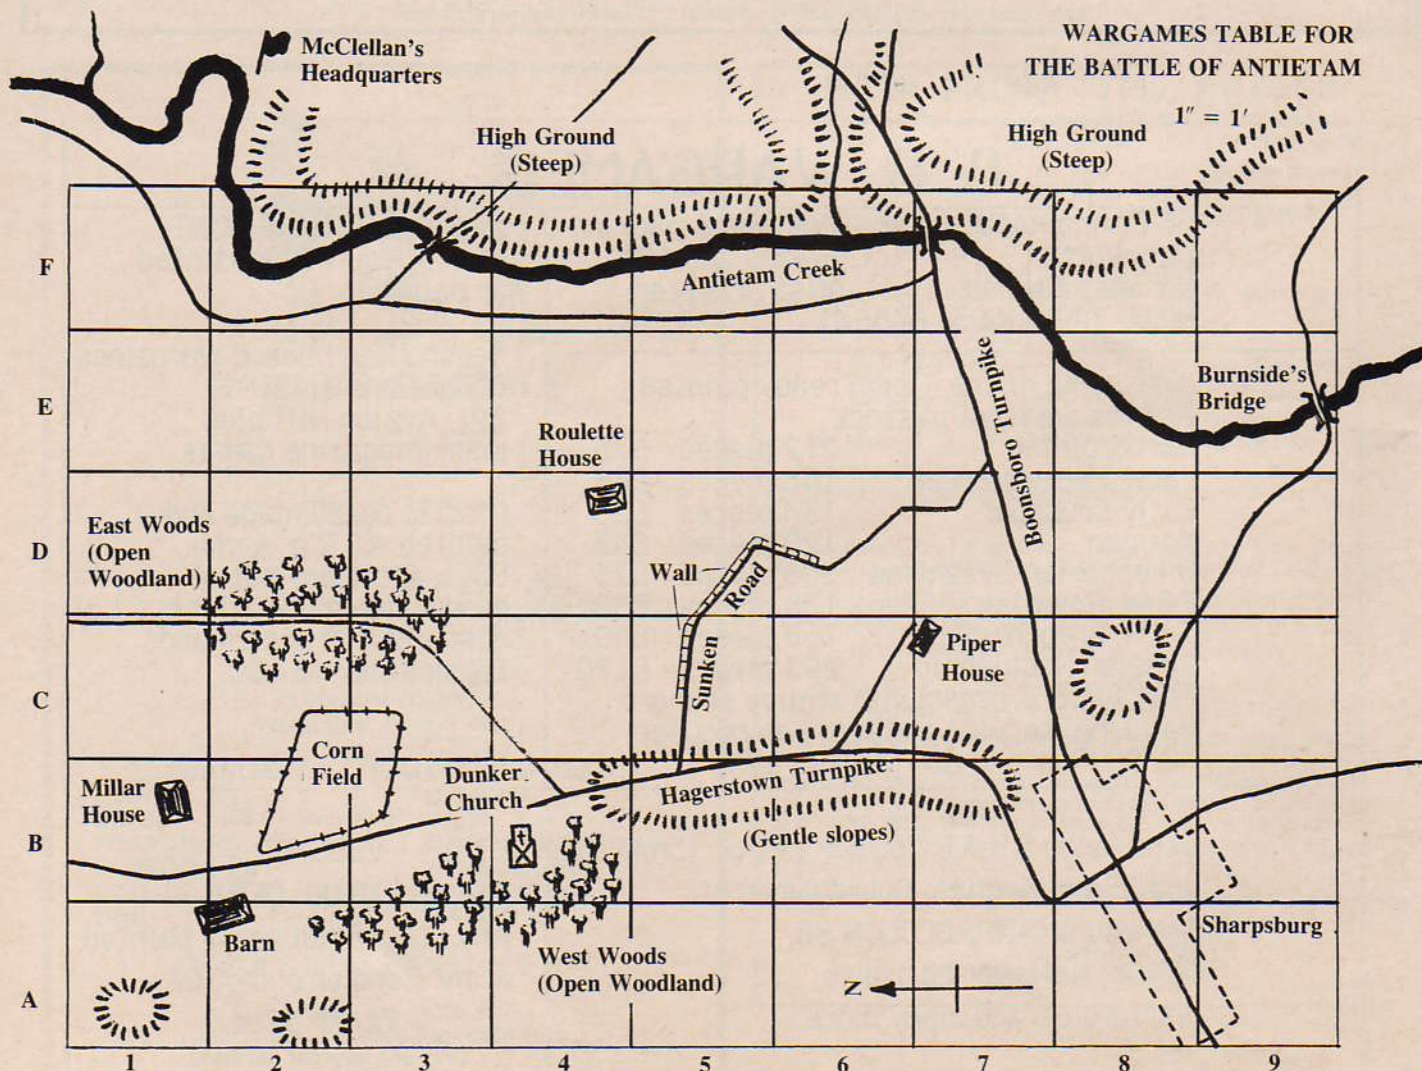 WARGAMES TABLE FOR
THE BATTLE OF ANTIETAM
1" = 1'
McClellan's
Headquarters
High Ground
(Steep)
High Ground
(Steep)
F
Antietam Creek
E
Boonsboro Turnpike
Burnside's
Bridge
Roulette
House
D
East Woods
(Open
Woodland)
Wall
Sunken Road
Piper
House
C
Corn
Field
Millar
House
Dunker
Church
Hagerstown Turnpike
(Gentle slopes)
B
Barn
West Woods
(Open Woodland)
Sharpsburg
N
A
1 2 3 4 5 6 7 8 9